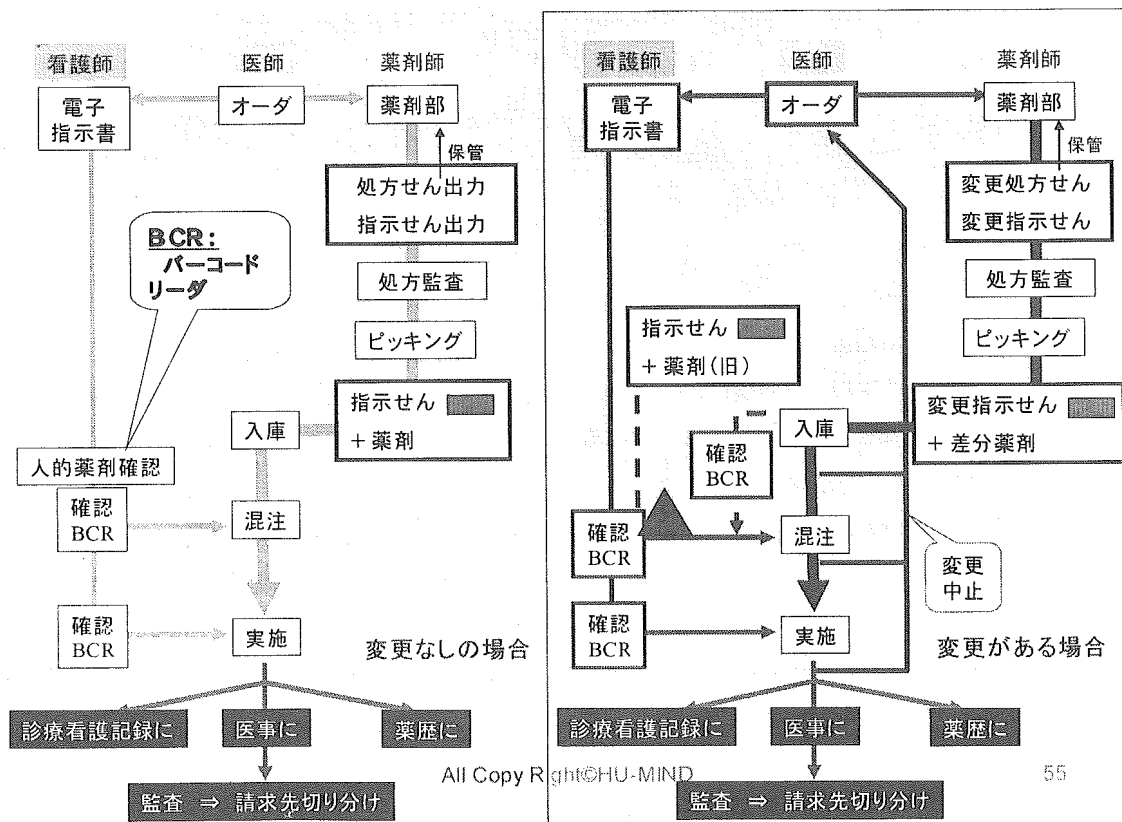 看護師
医師
薬剤師
電子
指示書
オーダ
薬剤部
保管
処方せん出力
指示せん出力
BCR:
バーコード
リーダ
処方監査
ピッキング
指示せん
+薬剤
入庫
人的薬剤確認
確認
BCR
混注
確認
BCR
実施
変更なしの場合
診療看護記録に
医事に
薬歴に
監査 ⇒ 請求先切り分け
看護師
医師
薬剤師
電子
指示書
オーダ
薬剤部
保管
変更処方せん
変更指示せん
処方監査
ピッキング
指示せん
+薬剤(旧)
変更指示せん
+差分薬剤
入庫
確認
BCR
確認
BCR
混注
変更
中止
確認
BCR
実施
変更がある場合
診療看護記録に
医事に
薬歴に
監査 ⇒ 請求先切り分け
All Copy Right©HU-MIND
55